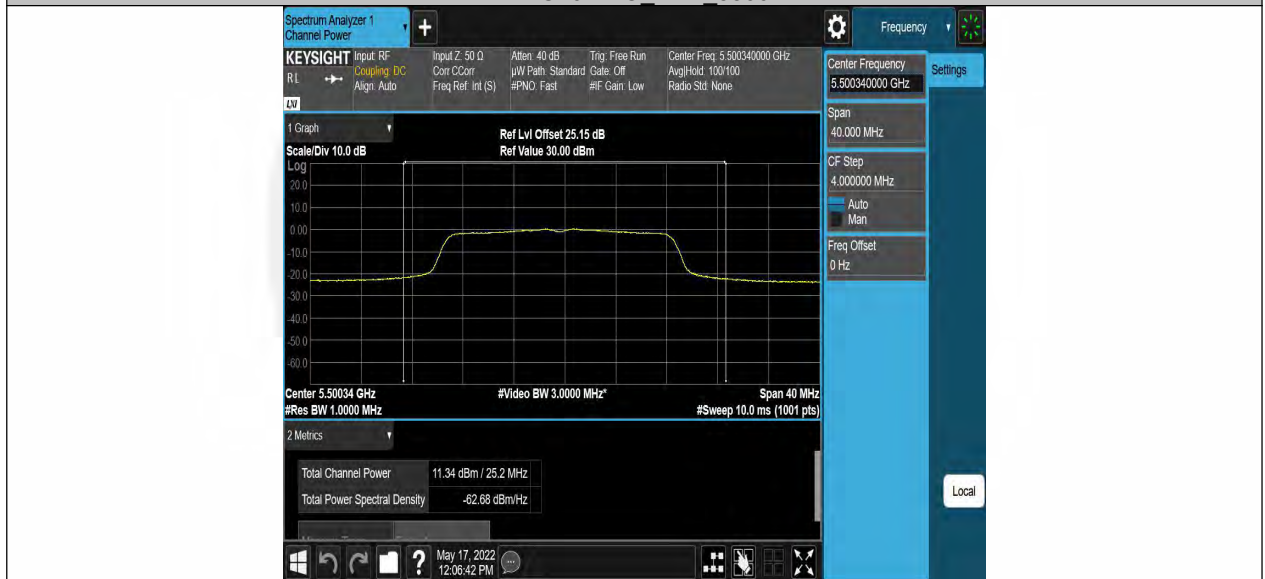 Spectrum Analyzer 1
Channel Power
Frequency
KEYSIGHT
RL
LXI
Input: RF
Coupling: DC
Align: Auto
Input Z: 50 Ω
Corr CCorr
Freq Ref: Int (S)
Atten: 40 dB
µW Path: Standard
#PNO: Fast
Trig: Free Run
Gate: Off
#IF Gain: Low
Center Freq: 5.500340000 GHz
Avg|Hold: 100/100
Radio Std: None
Center Frequency
5.500340000 GHz
Settings
Span
40.000 MHz
CF Step
4.000000 MHz
Auto
Man
Freq Offset
0 Hz
1 Graph
Scale/Div 10.0 dB
Ref Lvl Offset 25.15 dB
Ref Value 30.00 dBm
Log
20.0
10.0
0.00
-10.0
-20.0
-30.0
-40.0
-50.0
-60.0
Center 5.50034 GHz
#Video BW 3.0000 MHz*
Span 40 MHz
#Res BW 1.0000 MHz
#Sweep 10.0 ms (1001 pts)
2 Metrics
Total Channel Power 11.34 dBm / 25.2 MHz
Total Power Spectral Density -62.68 dBm/Hz
Local
?
May 17, 2022
12:06:42 PM